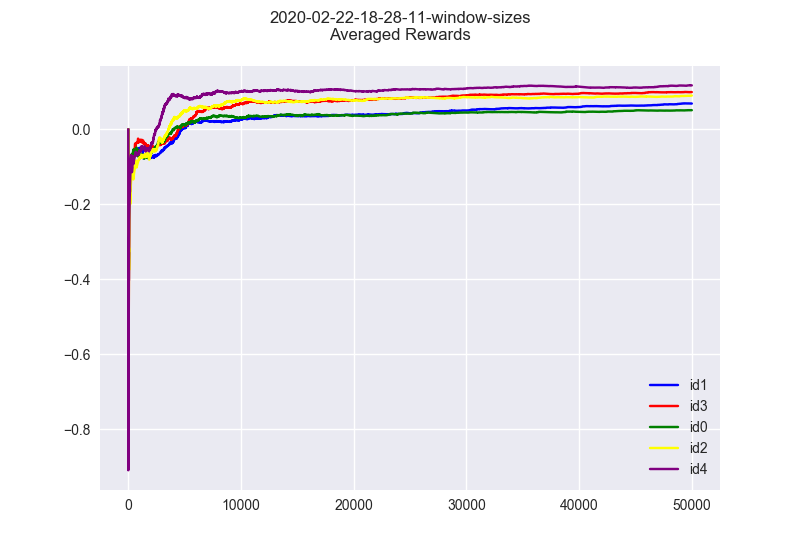 2020-02-22-18-28-11-window-sizes
Averaged Rewards
0.0
−0.2
−0.4
−0.6
−0.8
id1
id3
id0
id2
id4
0
10000
20000
30000
40000
50000